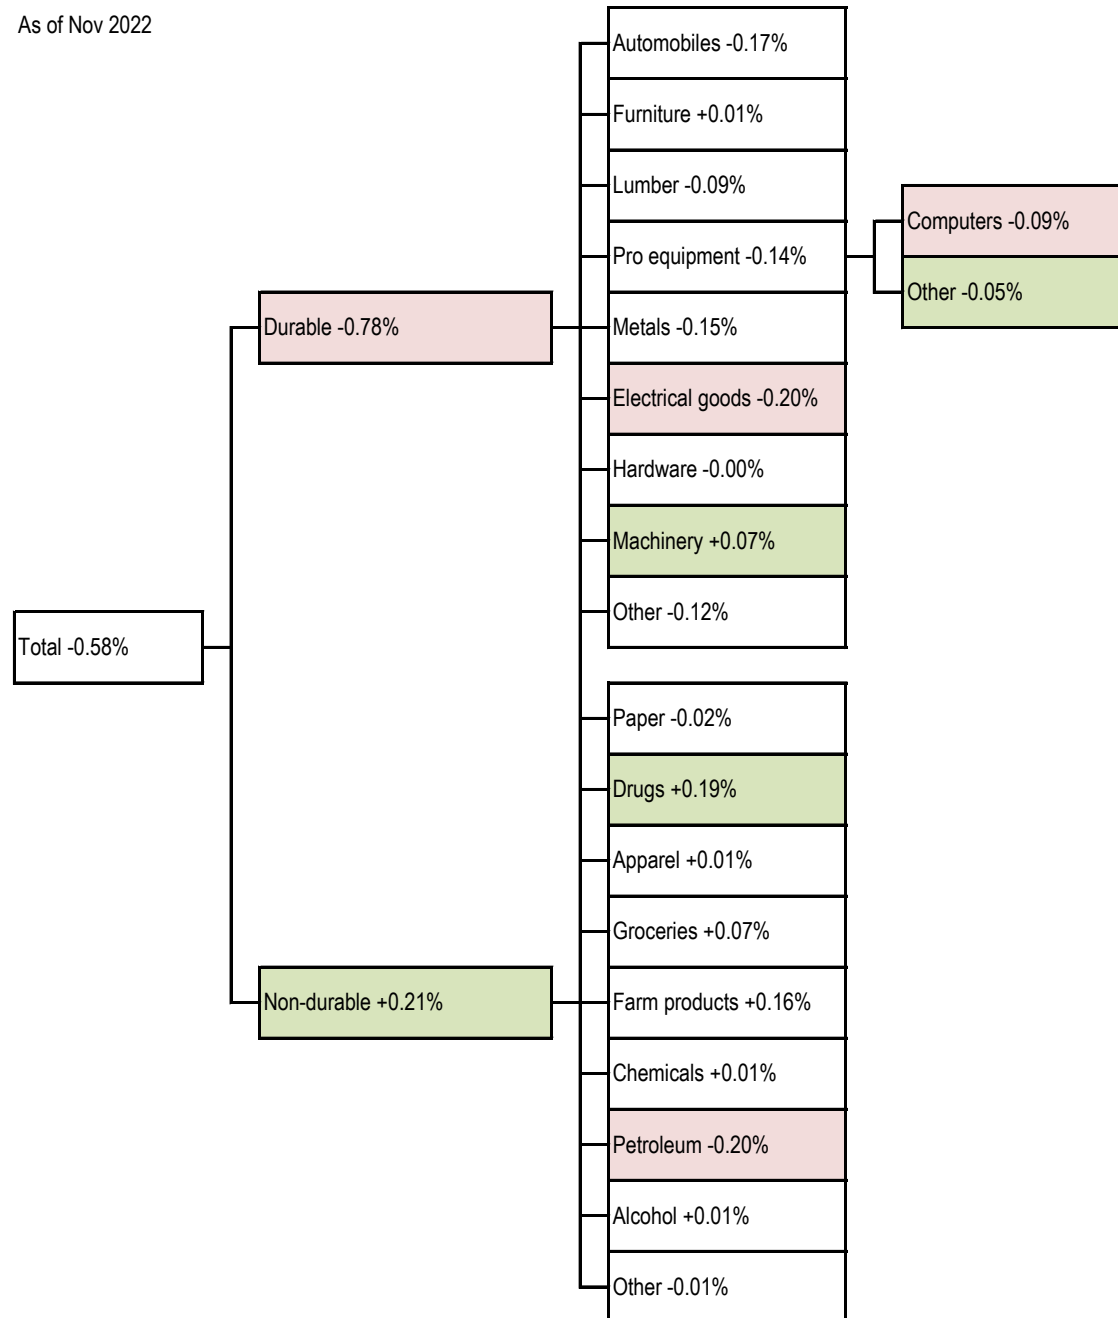 As of Nov 2022
Total -0.58%
Durable -0.78%
Automobiles -0.17%
Furniture +0.01%
Lumber -0.09%
Pro equipment -0.14%
Computers -0.09%
Other -0.05%
Metals -0.15%
Electrical goods -0.20%
Hardware -0.00%
Machinery +0.07%
Other -0.12%
Non-durable +0.21%
Paper -0.02%
Drugs +0.19%
Apparel +0.01%
Groceries +0.07%
Farm products +0.16%
Chemicals +0.01%
Petroleum -0.20%
Alcohol +0.01%
Other -0.01%